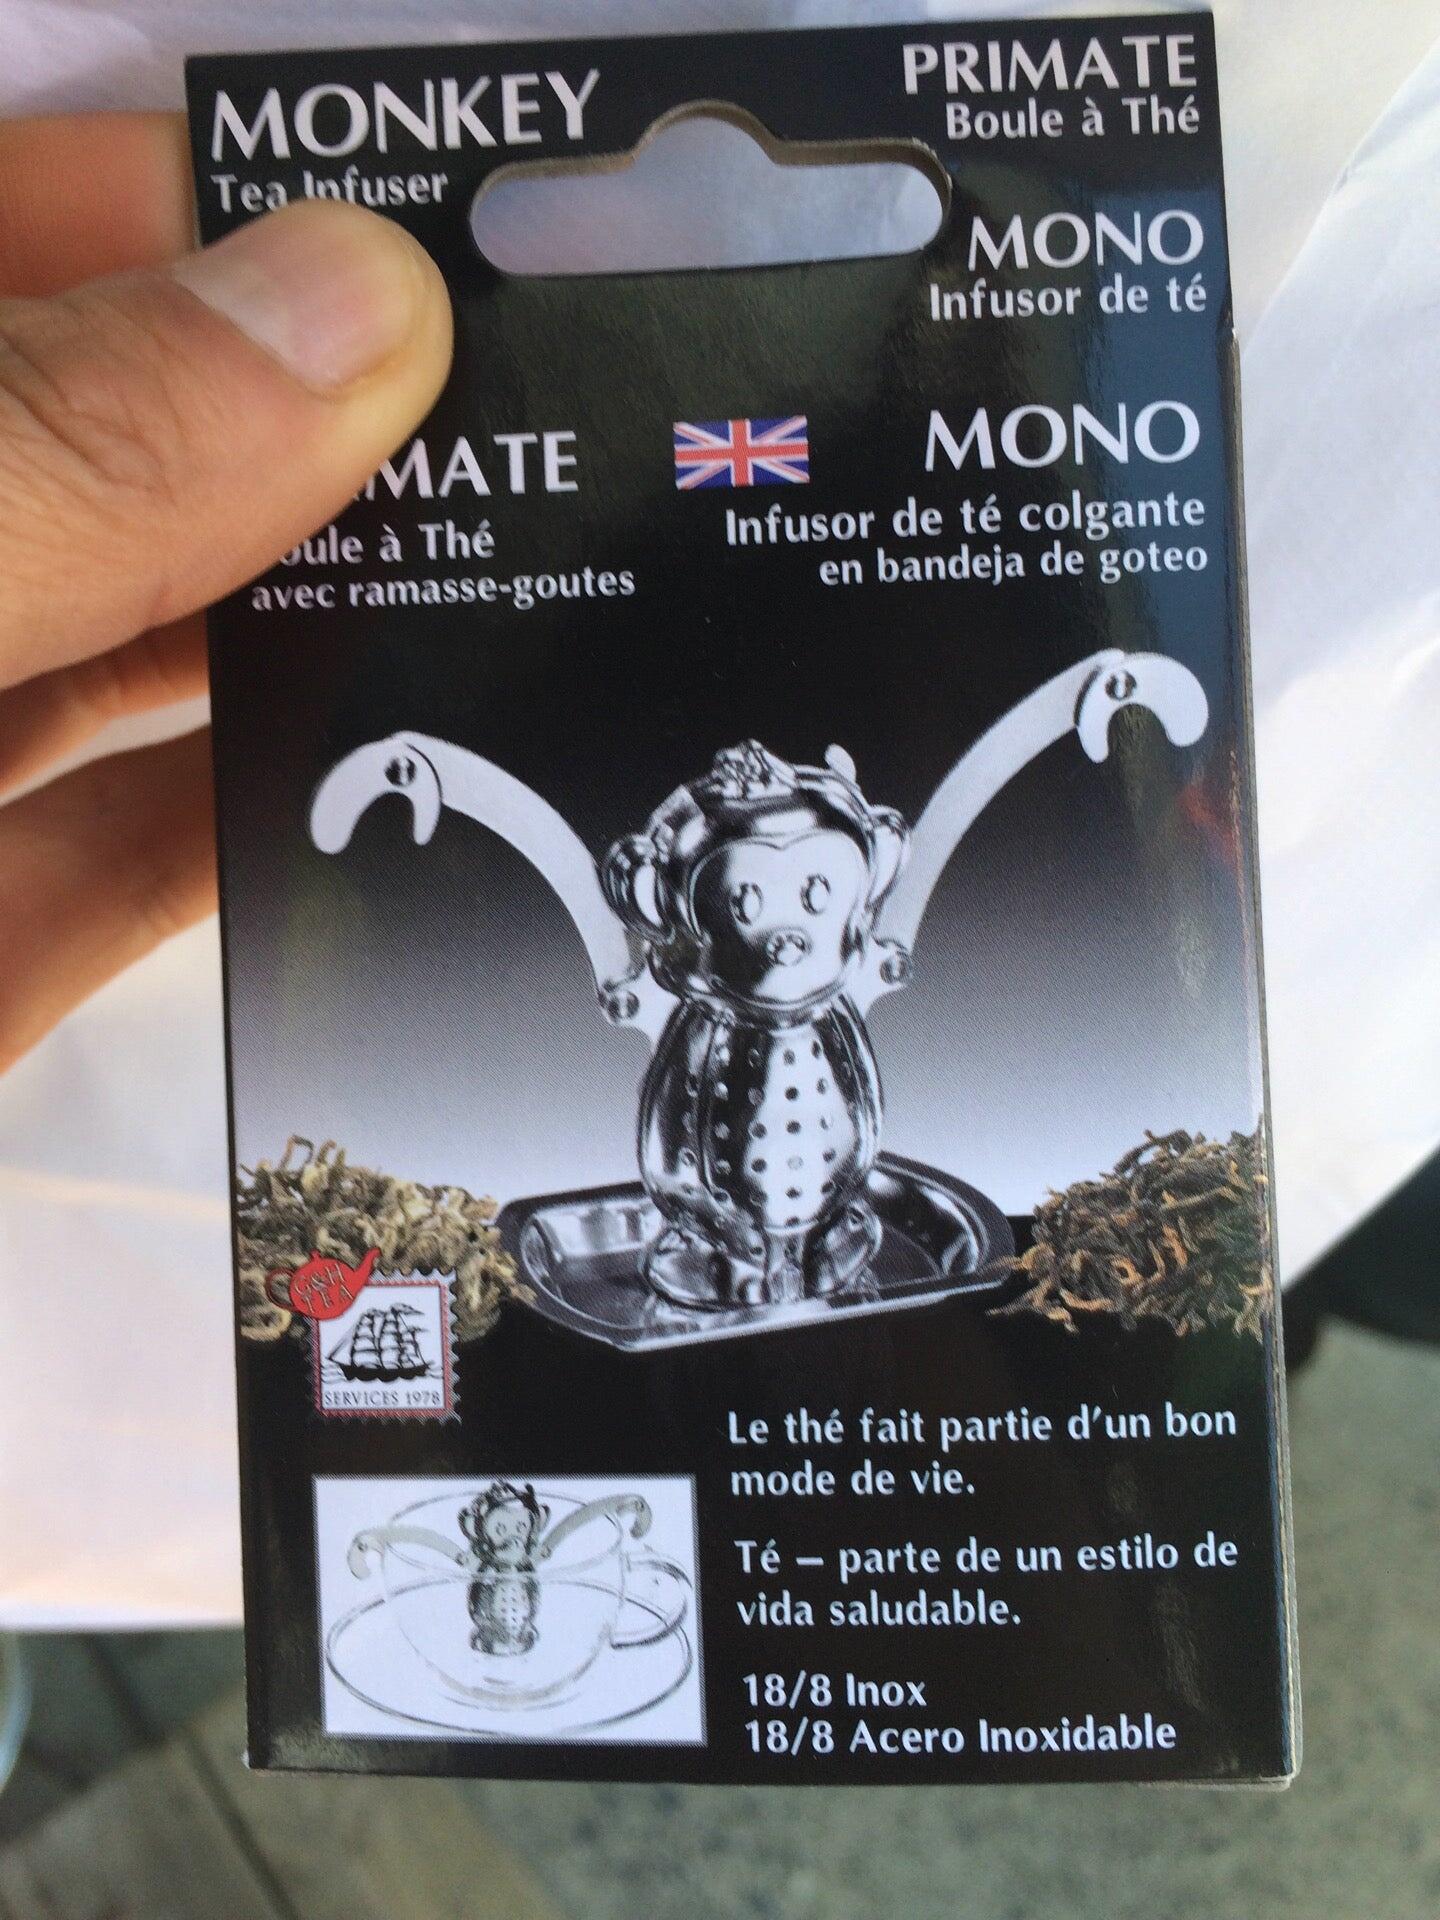 MONKEY
Tea Infuser
PRIMATE
Boule à Thé
MONO
Infusor de té
à Thé
avec ramasse-goutes
MONO
Infusor de té colgante
en bandeja de goteo
G&H
TEA
SERVICES 1978
Le thé fait partie d'un bon
mode de vie.
Té – parte de un estilo de
vida saludable.
18/8 Inox
18/8 Acero Inoxidable